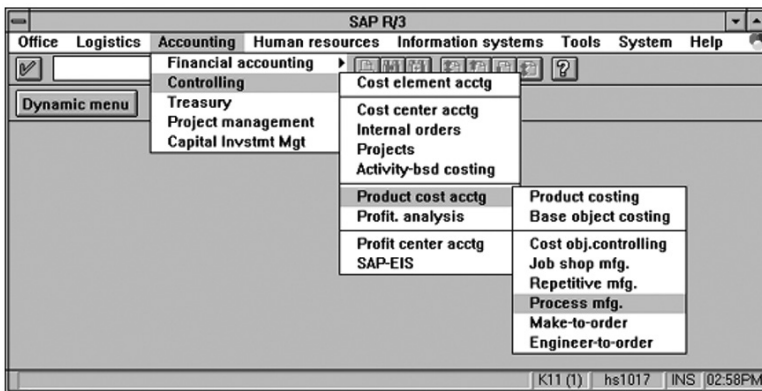 SAP R/3
Office Logistics Accounting Human resources Information systems Tools System Help
Financial accounting
Controlling
Treasury
Project management
Capital Invstmt Mgt
Dynamic menu
Cost element acctg
Cost center acctg
Internal orders
Projects
Activity-bsd costing
Product cost acctg
Profit. analysis
Profit center acctg
SAP-EIS
Product costing
Base object costing
Cost obj.controlling
Job shop mfg.
Repetitive mfg.
Process mfg.
Make-to-order
Engineer-to-order
K11 (1) hs1017 INS 02:58PM